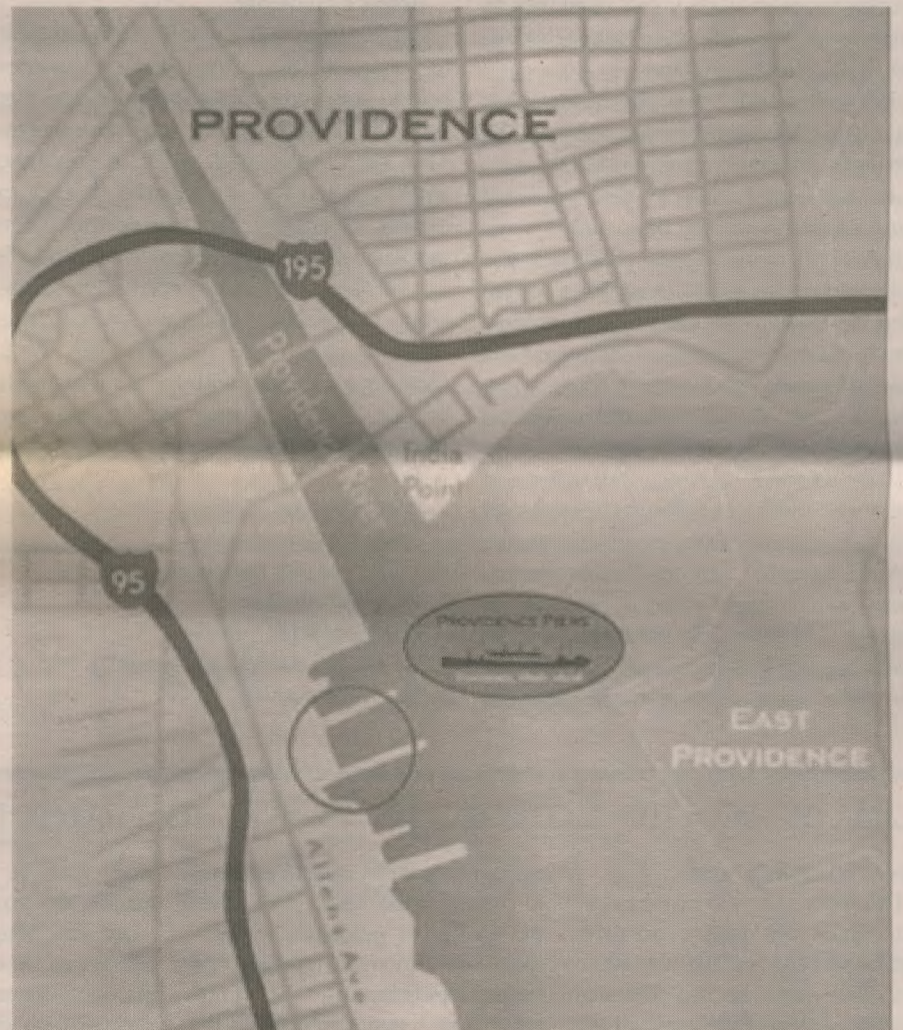 PROVIDENCE
195
Providence River
India
Point
95
PROVIDENCE PIERS
EAST
PROVIDENCE
Allens Ave